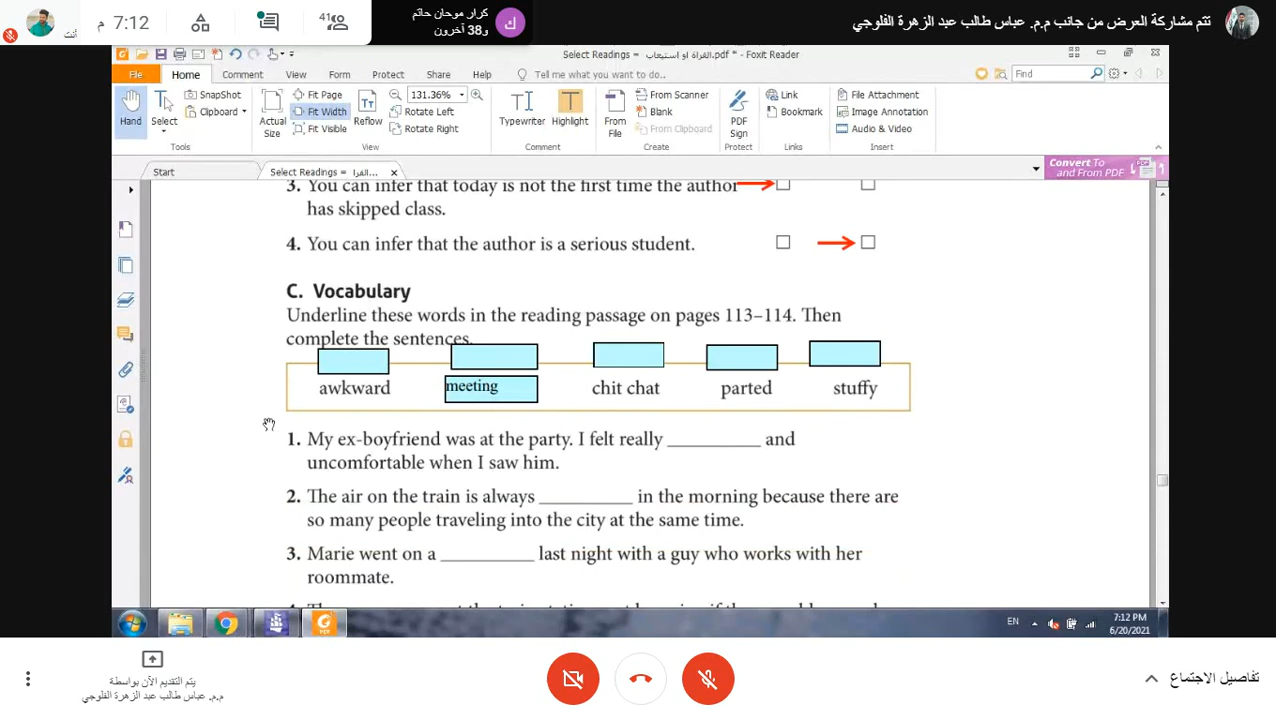 7:12 م
41
كرار موحان حاتم
و38 آخرون
ك
تتم مشاركة العرض من جانب م.م. عباس طالب عبد الزهرة الفلوجي
أنت
Select Readings = القراة او استيعاب.pdf * - Foxit Reader
File Home Comment View Form Protect Share Help Tell me what you want to do.. Find
Hand
Select
SnapShot
Clipboard
Tools
Actual Size
Fit Page
Fit Width
Fit Visible
Reflow
131.36%
Rotate Left
Rotate Right
View
Typewriter
Highlight
Comment
From File
From Scanner
Blank
From Clipboard
Create
PDF Sign
Protect
Link
Bookmark
Links
File Attachment
Image Annotation
Audio & Video
Insert
Start
Select Readings = القرا...
Convert To
and From PDF
PDF
3. You can infer that today is not the first time the author
has skipped class.
4. You can infer that the author is a serious student.
C. Vocabulary
Underline these words in the reading passage on pages 113–114. Then
complete the sentences.
awkward meeting chit chat parted stuffy
1. My ex-boyfriend was at the party. I felt really __________ and
uncomfortable when I saw him.
2. The air on the train is always __________ in the morning because there are
so many people traveling into the city at the same time.
3. Marie went on a __________ last night with a guy who works with her
roommate.
EN
7:12 PM
6/20/2021
يتم التقديم الآن بواسطة
م.م. عباس طالب عبد الزهرة الفلوجي
تفاصيل الاجتماع